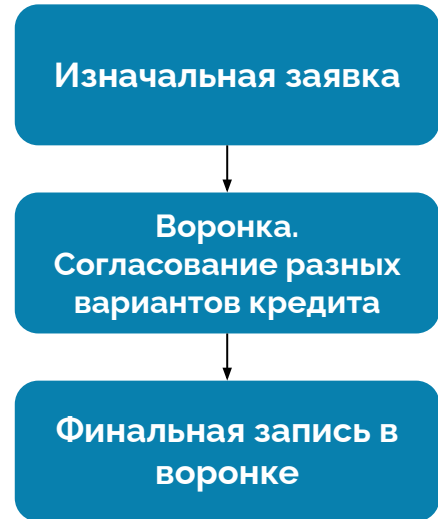 Изначальная заявка
Воронка.
Согласование разных
вариантов кредита
Финальная запись в
воронке